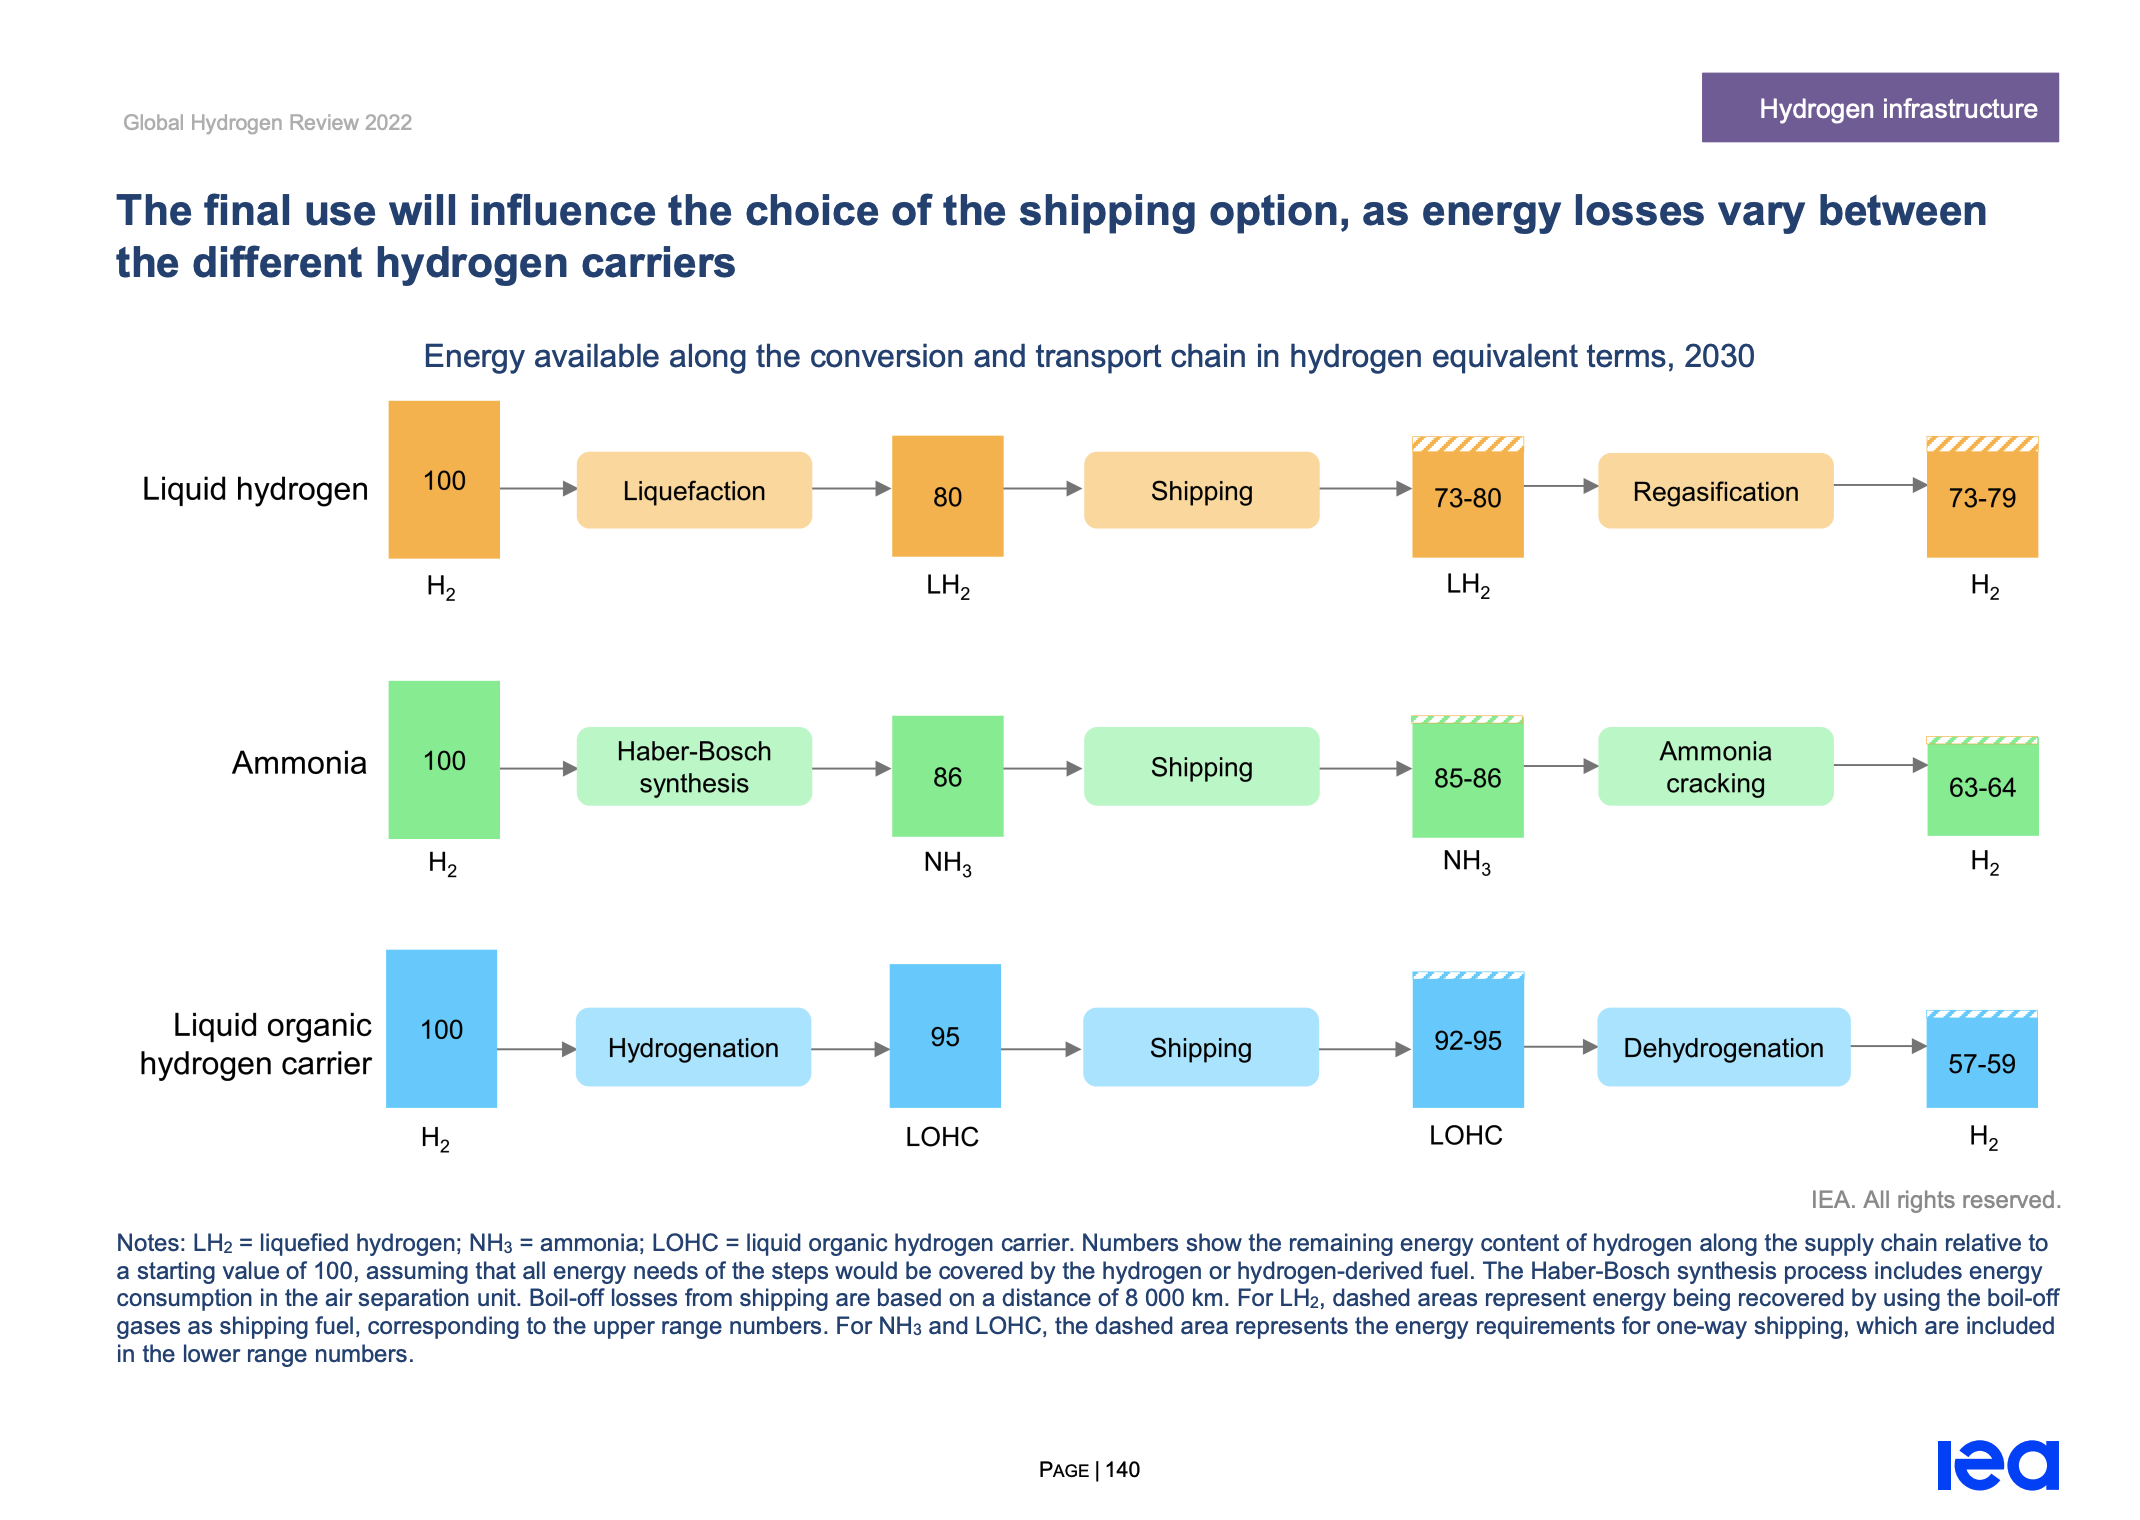 Global Hydrogen Review 2022
Hydrogen infrastructure
The final use will influence the choice of the shipping option, as energy losses vary between
the different hydrogen carriers
Energy available along the conversion and transport chain in hydrogen equivalent terms, 2030
Liquid hydrogen
100
H₂
Liquefaction
80
LH₂
Shipping
73-80
LH₂
Regasification
73-79
H₂
Ammonia
100
H₂
Haber-Bosch
synthesis
86
NH₃
Shipping
85-86
NH₃
Ammonia
cracking
63-64
H₂
Liquid organic
hydrogen carrier
100
H₂
Hydrogenation
95
LOHC
Shipping
92-95
LOHC
Dehydrogenation
57-59
H₂
IEA. All rights reserved.
Notes: LH₂ = liquefied hydrogen; NH₃ = ammonia; LOHC = liquid organic hydrogen carrier. Numbers show the remaining energy content of hydrogen along the supply chain relative to
a starting value of 100, assuming that all energy needs of the steps would be covered by the hydrogen or hydrogen-derived fuel. The Haber-Bosch synthesis process includes energy
consumption in the air separation unit. Boil-off losses from shipping are based on a distance of 8 000 km. For LH₂, dashed areas represent energy being recovered by using the boil-off
gases as shipping fuel, corresponding to the upper range numbers. For NH₃ and LOHC, the dashed area represents the energy requirements for one-way shipping, which are included
in the lower range numbers.
PAGE | 140
iea